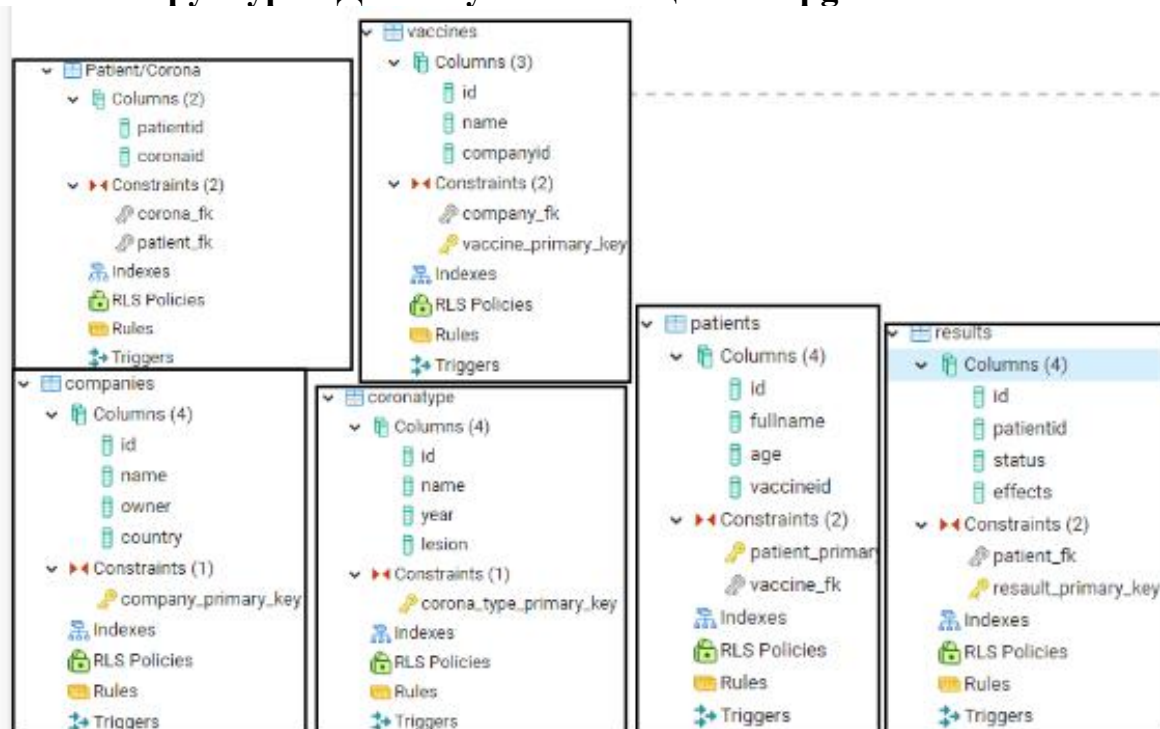 Patient/Corona
Columns (2)
patientid
coronaid
Constraints (2)
corona_fk
patient_fk
Indexes
RLS Policies
Rules
Triggers
vaccines
Columns (3)
id
name
companyid
Constraints (2)
company_fk
vaccine_primary_key
Indexes
RLS Policies
Rules
Triggers
companies
Columns (4)
id
name
owner
country
Constraints (1)
company_primary_key
Indexes
RLS Policies
Rules
Triggers
coronatype
Columns (4)
id
name
year
lesion
Constraints (1)
corona_type_primary_key
Indexes
RLS Policies
Rules
Triggers
patients
Columns (4)
id
fullname
age
vaccineid
Constraints (2)
patient_primar
vaccine_fk
Indexes
RLS Policies
Rules
Triggers
results
Columns (4)
id
patientid
status
effects
Constraints (2)
patient_fk
resault_primary_key
Indexes
RLS Policies
Rules
Triggers